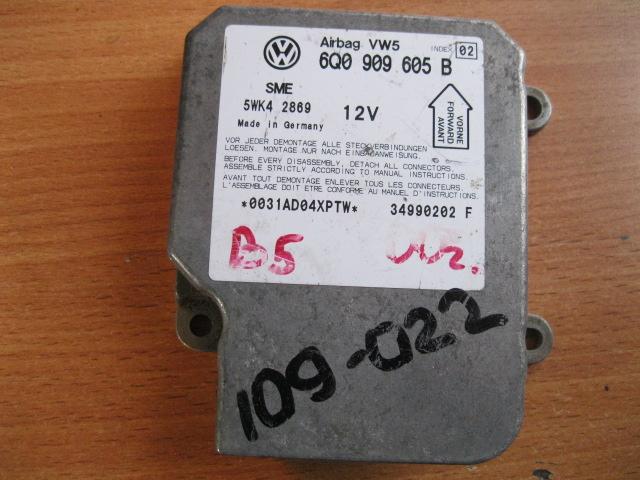 Airbag VW5
INDEX 02
6Q0 909 605 B
SME
5WK4 2869
12V
Made in Germany
VORNE
FORWARD
AVANT
VOR JEDER DEMONTAGE ALLE STECKVERBINDUNGEN
LOESEN. MONTAGE NUR NACH EINBAUANWEISUNG.
BEFORE EVERY DISASSEMBLY, DETACH ALL CONNECTORS.
ASSEMBLE STRICTLY ACCORDING TO MANUAL INSTRUCTIONS.
AVANT TOUT DEMONTAGE ENLEVER TOUS LES CONNECTEURS.
L'ASSEMBLAGE DOIT ETRE CONFORME AU MANUEL D'INSTRUCTIONS.
*0031AD04XPTW*
34990202 F
B5
109-022